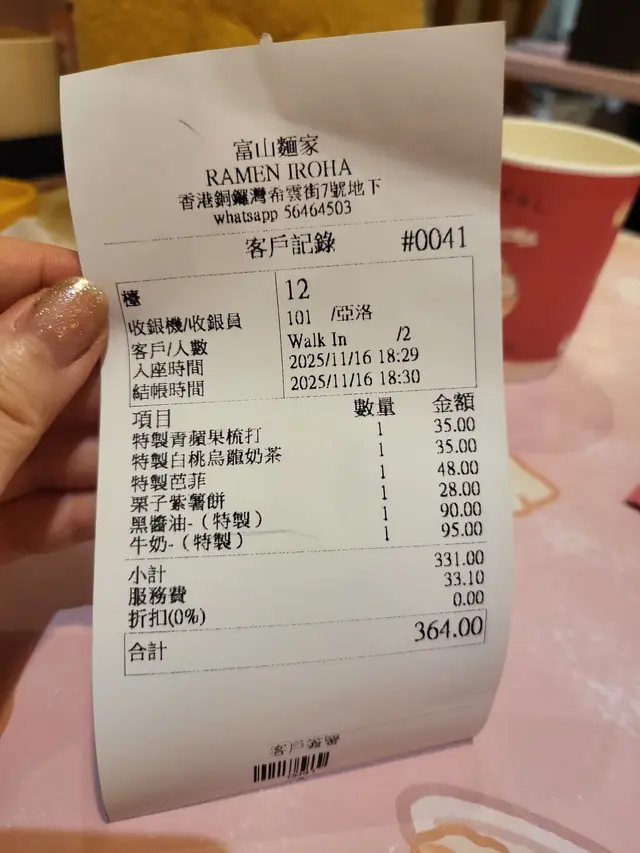 富山麵家
RAMEN IROHA
香港銅鑼灣希雲街7號地下
whatsapp 56464503
客戶記錄 #0041
檯 12
收銀機/收銀員 101 /亞洛
客戶/人數 Walk In /2
入座時間 2025/11/16 18:29
結帳時間 2025/11/16 18:30
項目 數量 金額
特製青蘋果梳打 1 35.00
特製白桃烏龍奶茶 1 35.00
特製芭菲 1 48.00
栗子紫薯餅 1 28.00
黑醬油-（特製） 1 90.00
牛奶-（特製） 1 95.00
小計 331.00
服務費 33.10
折扣(0%) 0.00
合計 364.00